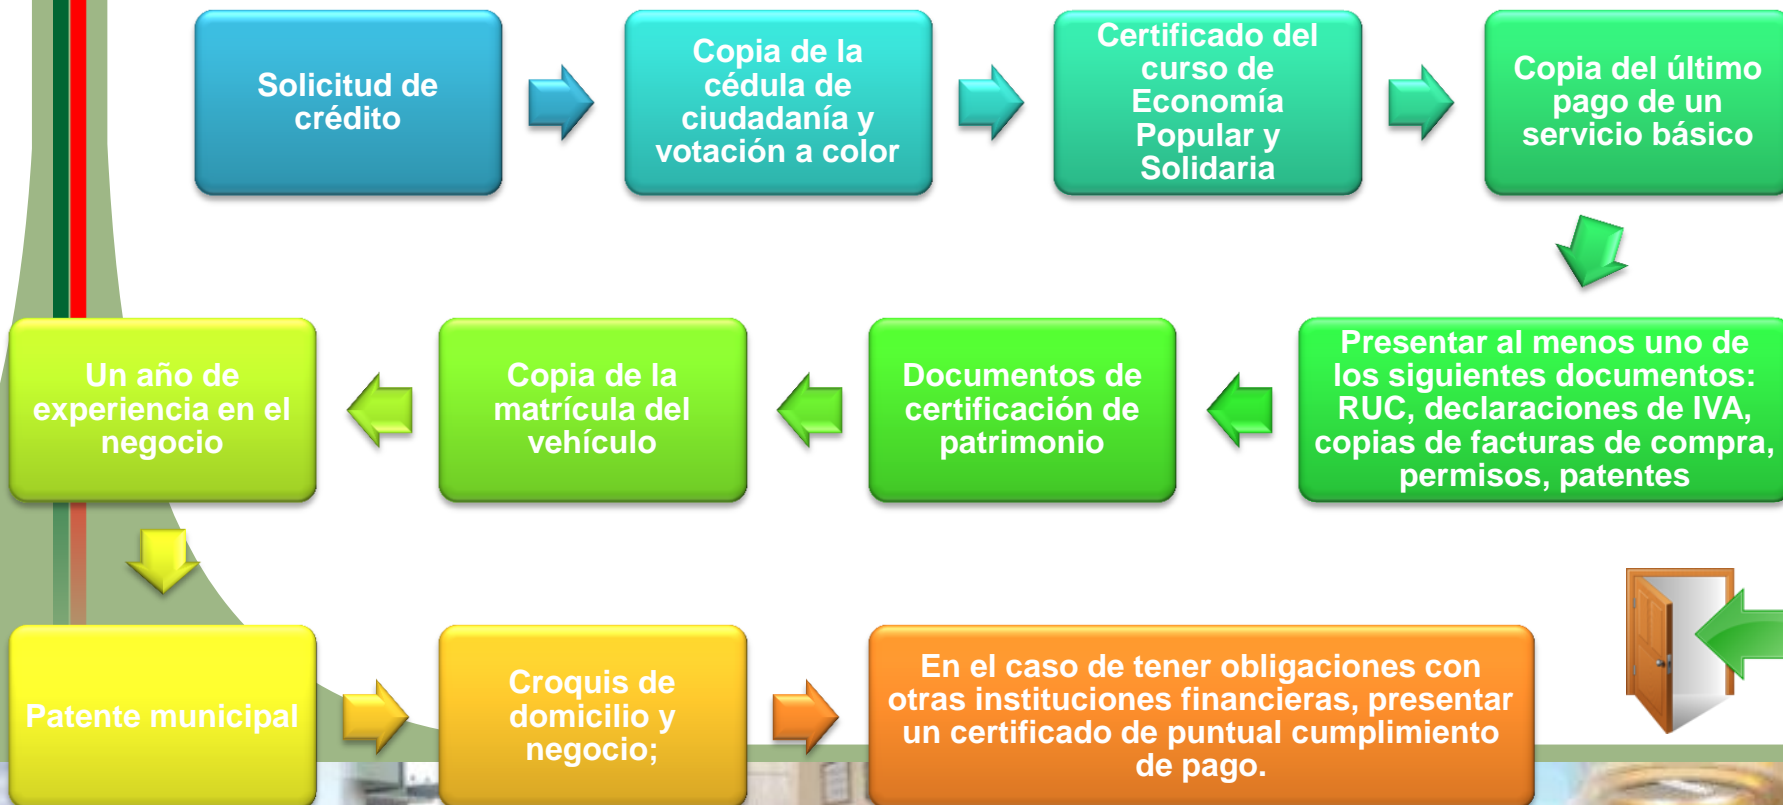 Solicitud de
crédito
Copia de la
cédula de
ciudadanía y
votación a color
Certificado del
curso de
Economía
Popular y
Solidaria
Copia del último
pago de un
servicio básico
Presentar al menos uno de
los siguientes documentos:
RUC, declaraciones de IVA,
copias de facturas de compra,
permisos, patentes
Documentos de
certificación de
patrimonio
Copia de la
matrícula del
vehículo
Un año de
experiencia en el
negocio
Patente municipal
Croquis de
domicilio y
negocio;
En el caso de tener obligaciones con
otras instituciones financieras, presentar
un certificado de puntual cumplimiento
de pago.